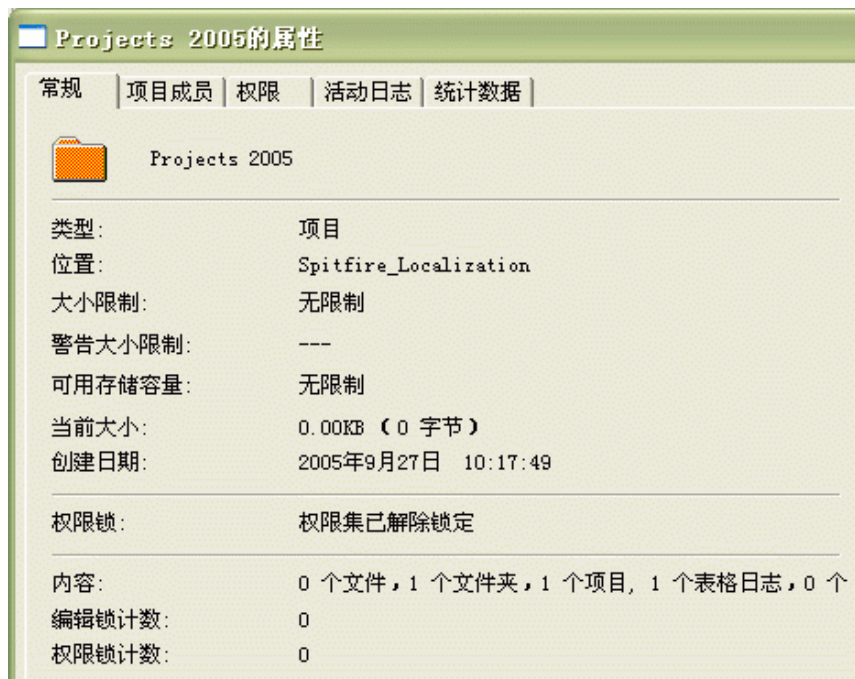 Projects 2005的属性
常规 项目成员 权限 活动日志 统计数据
Projects 2005
类型: 项目
位置: Spitfire_Localization
大小限制: 无限制
警告大小限制: ---
可用存储容量: 无限制
当前大小: 0.00KB (0 字节)
创建日期: 2005年9月27日 10:17:49
权限锁: 权限集已解除锁定
内容: 0 个文件,1 个文件夹,1 个项目, 1 个表格日志,0 个
编辑锁计数: 0
权限锁计数: 0